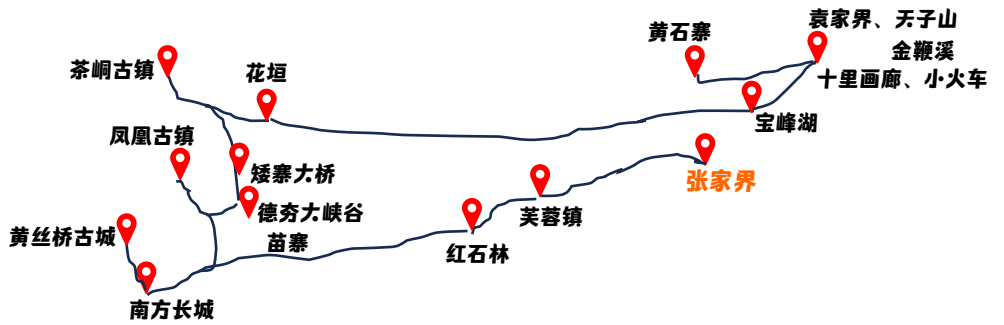 袁家界、天子山
黄石寨
金鞭溪
茶峒古镇
花垣
十里画廊、小火车
宝峰湖
凤凰古镇
矮寨大桥
张家界
德夯大峡谷
芙蓉镇
黄丝桥古城
苗寨
红石林
南方长城